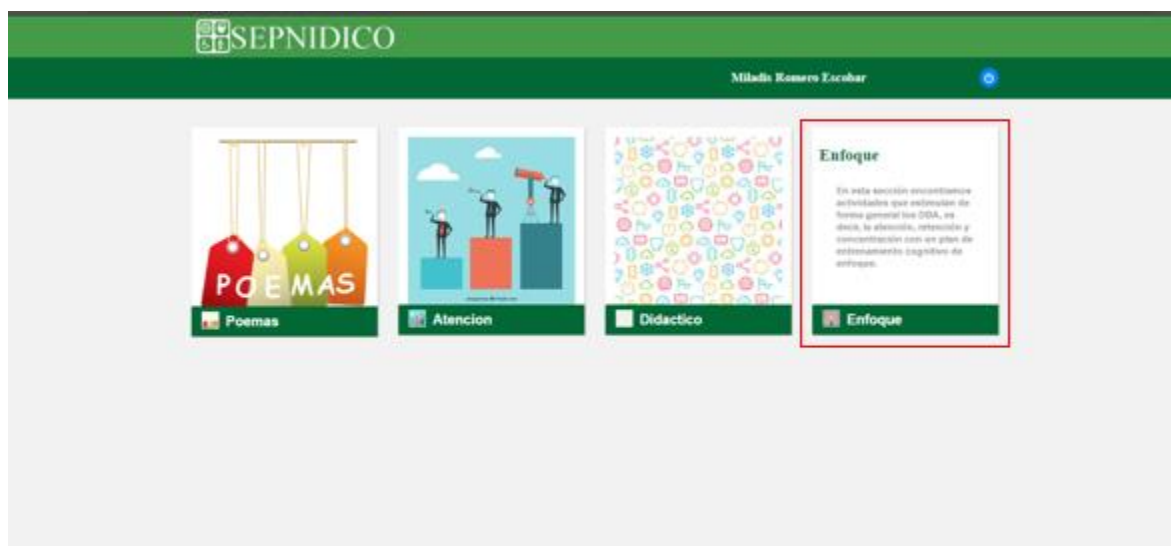 SEPNIDICO
Miladis Romero Escobar
POEMAS
Poemas
Atencion
Didactico
Enfoque
En esta sección encontramos
actividades que estimulan de
forma general los DBA, es
decir, la atención, retención y
concentración con un plan de
entrenamiento cognitivo de
enfoque.
Enfoque